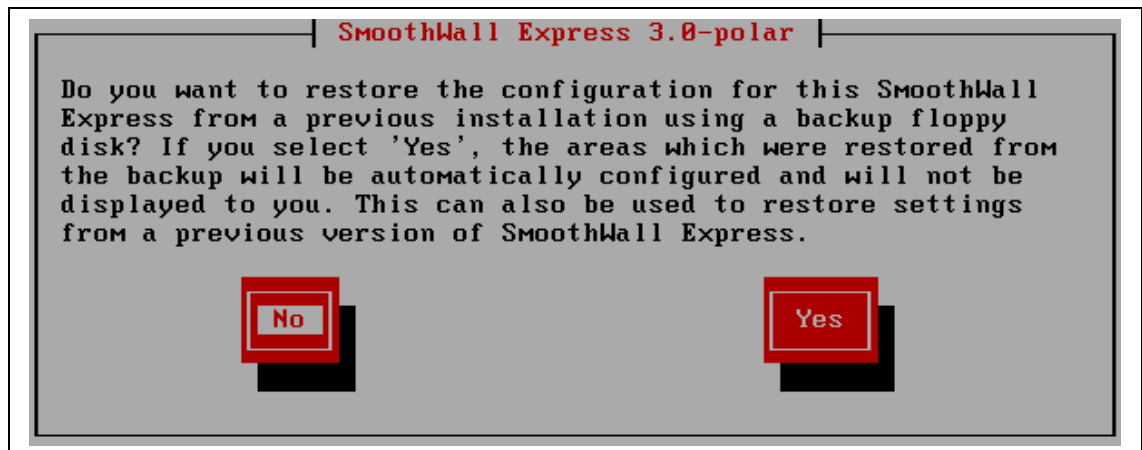 SmoothWall Express 3.0-polar
Do you want to restore the configuration for this SmoothWall
Express from a previous installation using a backup floppy
disk? If you select 'Yes', the areas which were restored from
the backup will be automatically configured and will not be
displayed to you. This can also be used to restore settings
from a previous version of SmoothWall Express.
No
Yes